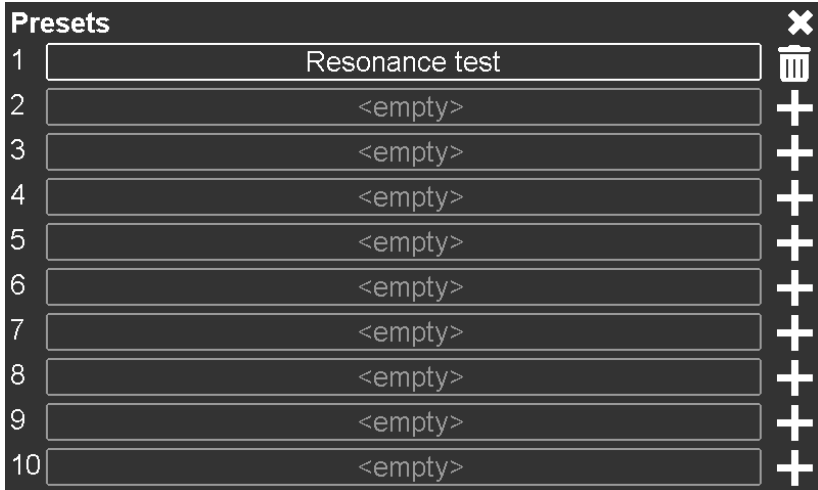 Presets
1 Resonance test
2 <empty>
3 <empty>
4 <empty>
5 <empty>
6 <empty>
7 <empty>
8 <empty>
9 <empty>
10 <empty>